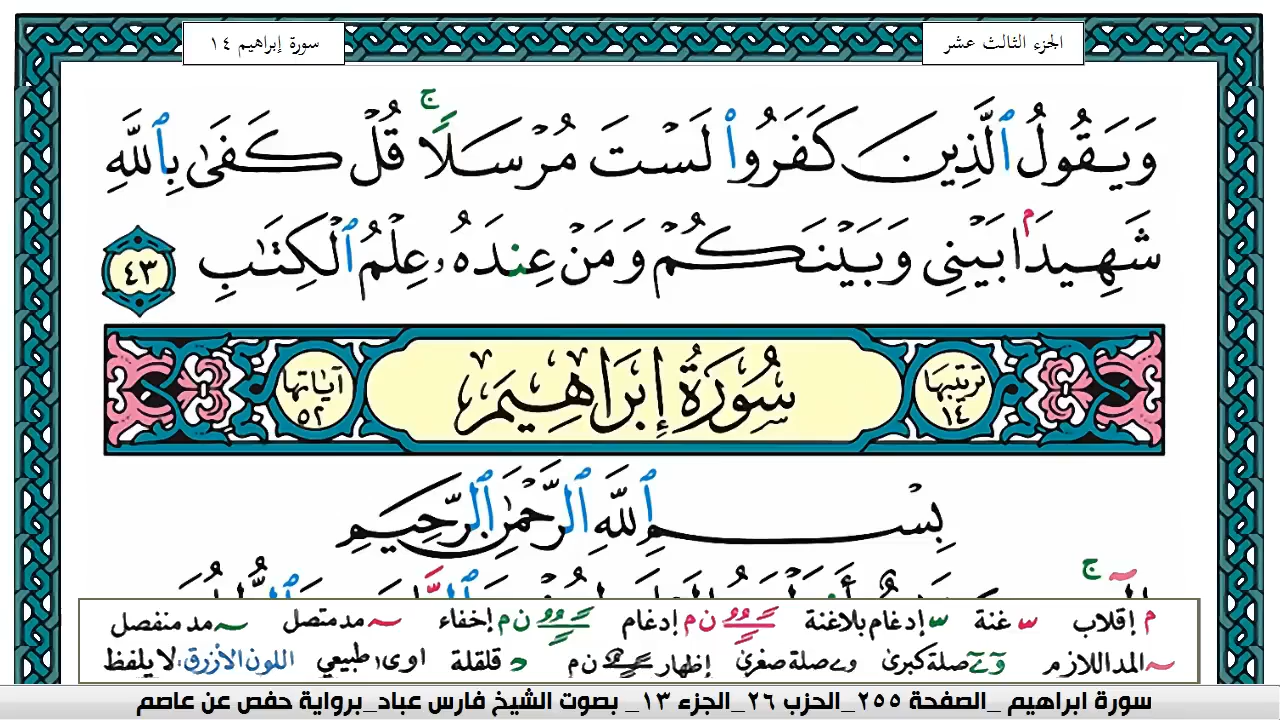 الجزء الثالث عشر
سورة إبراهيم ١٤
وَيَقُولُ ٱلَّذِينَ كَفَرُوا۟ لَسْتَ مُرْسَلًا ۚ قُلْ كَفَىٰ بِٱللَّهِ
شَهِيدًۢا بَيْنِى وَبَيْنَكُمْ وَمَنْ عِندَهُۥ عِلْمُ ٱلْكِتَـٰبِ ٤٣
ترتيبها ١٤
سُورَةُ إِبْرَاهِيمَ
آياتها ٥٢
بِسْمِ ٱللَّهِ ٱلرَّحْمَـٰنِ ٱلرَّحِيمِ
م إقلاب س غنة س إدغام بلاغنة ن م إدغام ن م إخفاء مد متصل مد منفصل
المد اللازم صلة كبرى وے صلة صغرى إظهار ن م د قلقلة اوى١ طبيعي اللون الأزرق: لا يلفظ
سورة ابراهيم _الصفحة ٢٥٥_الحزب ٢٦_الجزء ١٣_ بصوت الشيخ فارس عباد_برواية حفص عن عاصم